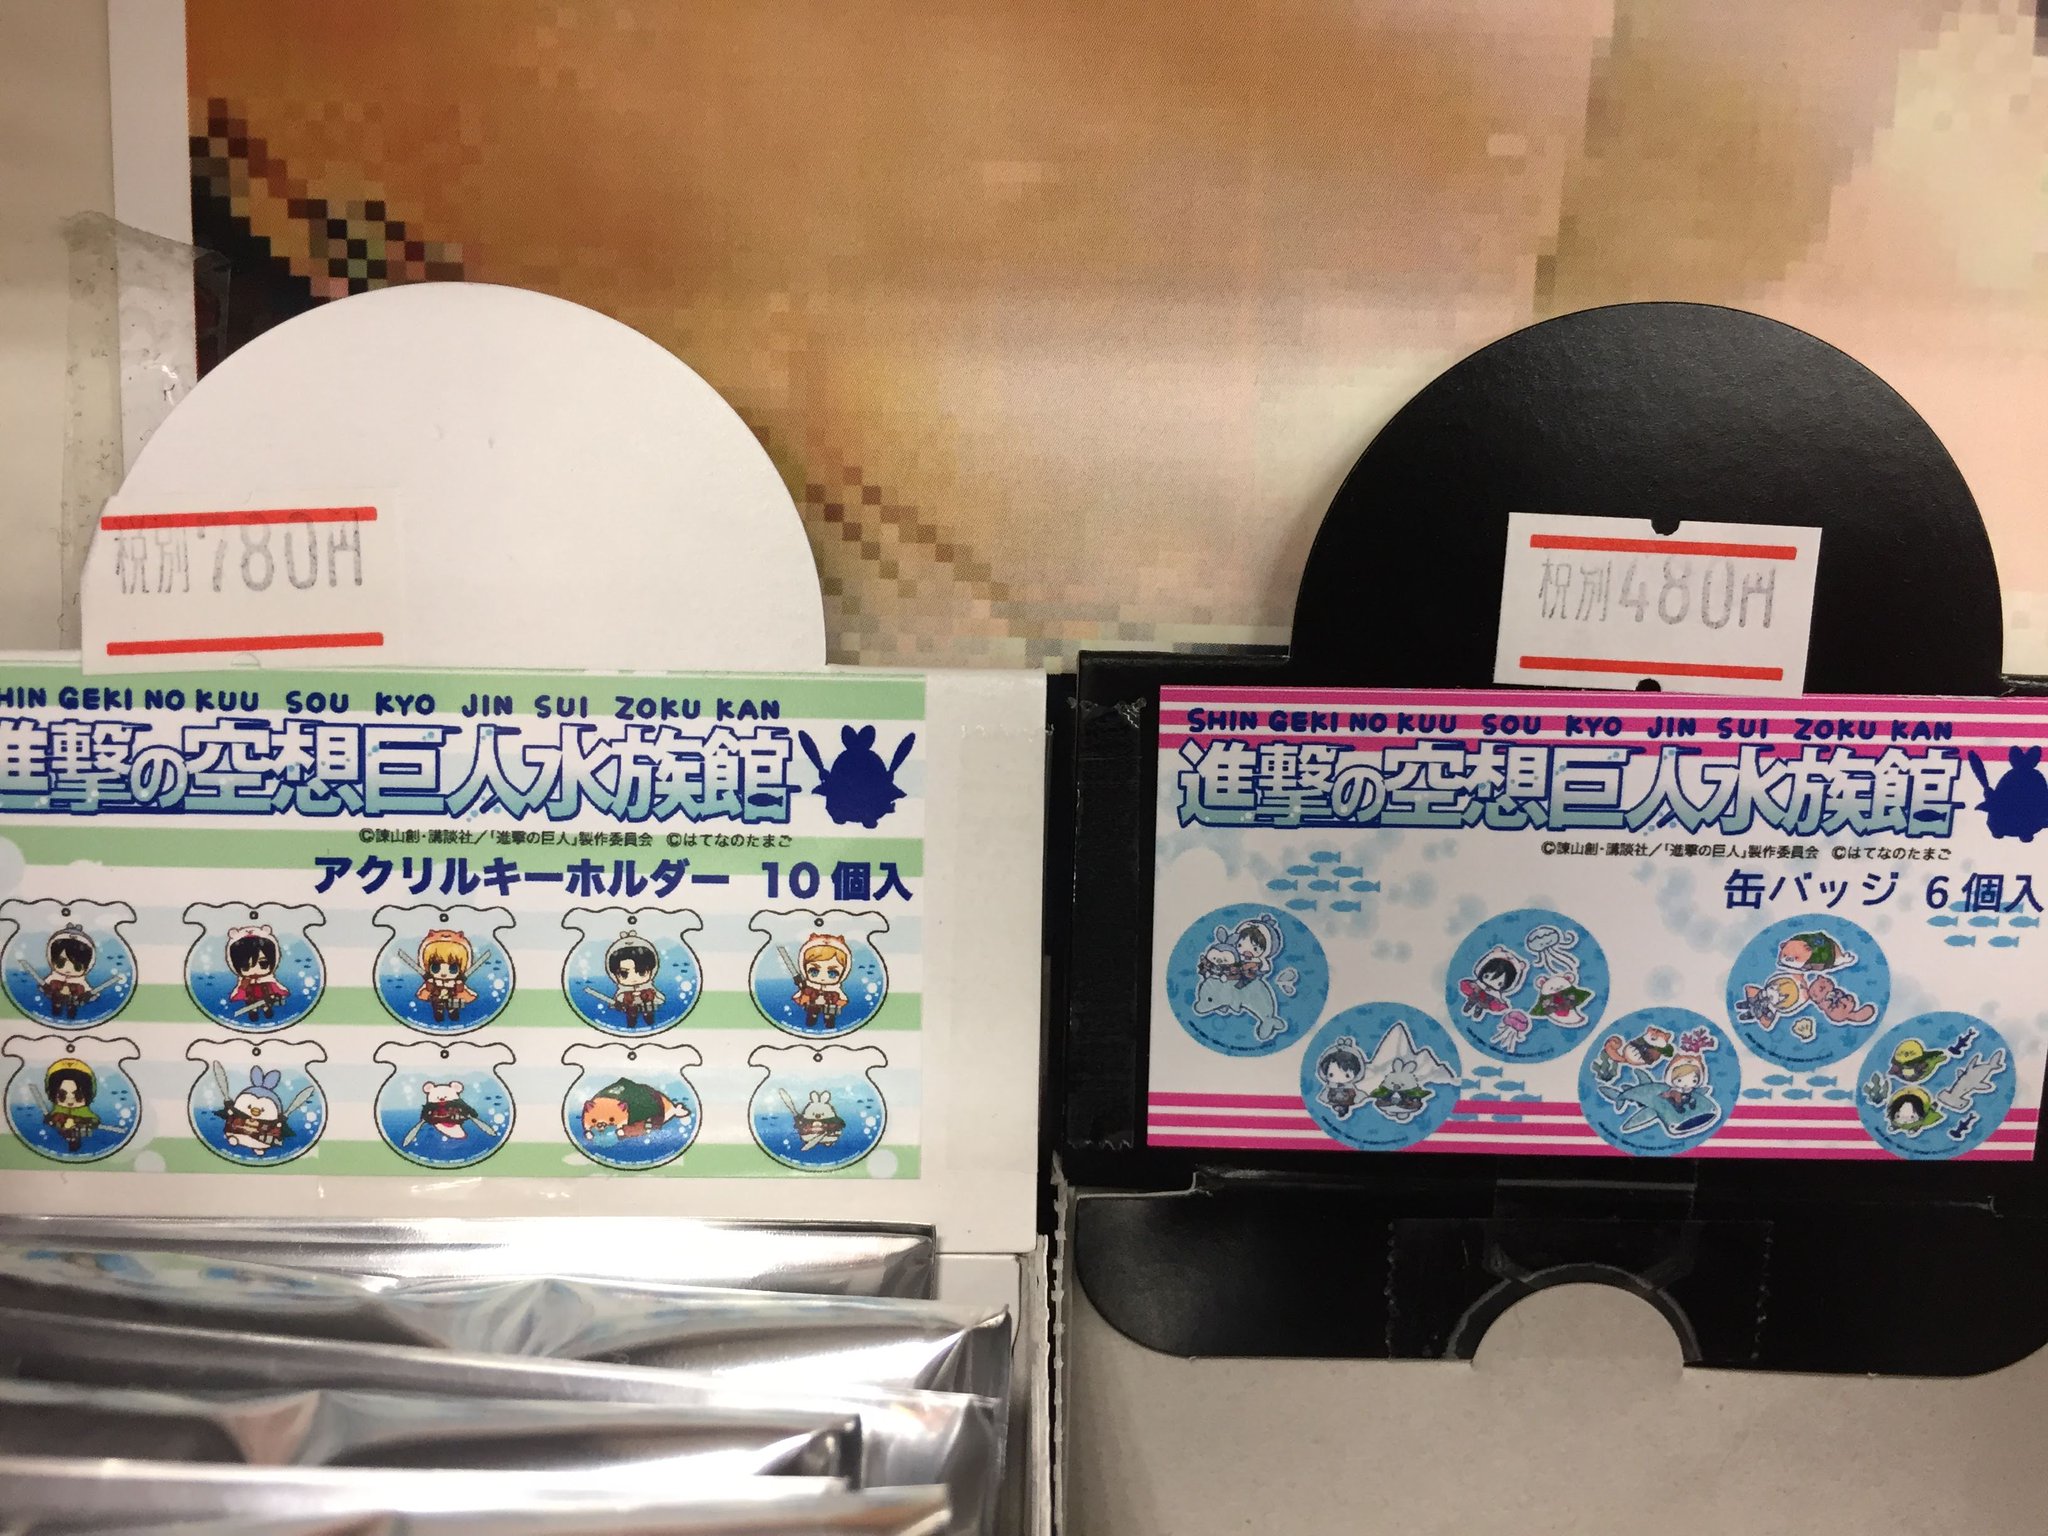 税別780円
HIN GEKI NO KUU SOU KYO JIN SUI ZOKU KAN
進撃の空想巨人水族館
©諫山創・講談社／「進撃の巨人」製作委員会 ©はてなのたまご
アクリルキーホルダー 10個入
税別480円
SHIN GEKI NO KUU SOU KYO JIN SUI ZOKU KAN
進撃の空想巨人水族館
©諫山創・講談社／「進撃の巨人」製作委員会 ©はてなのたまご
缶バッジ 6個入